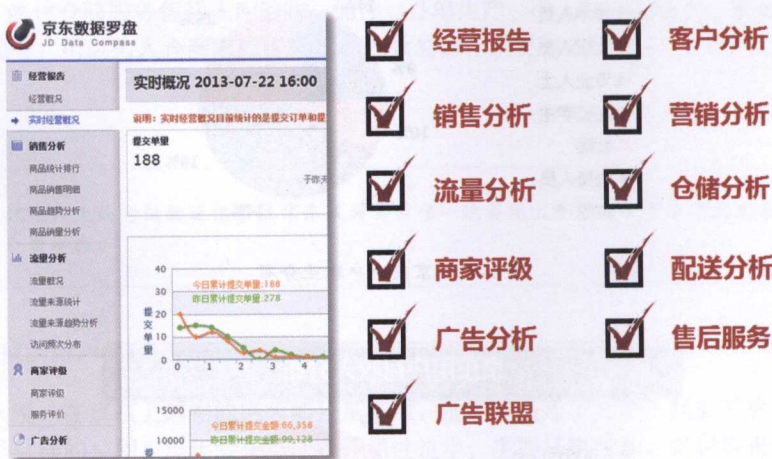 京东数据罗盘
JD Data Compass
经营报告
经营概况
实时经营概况
销售分析
商品统计排行
商品销售明细
商品趋势分析
商品销量分析
流量分析
流量概况
流量来源统计
流量来源趋势分析
访问频次分布
商家评级
商家评级
服务评价
广告分析
实时概况 2013-07-22 16:00
说明：实时经营概况目前统计的是提交订单和提
提交单量
188
于昨天
今日累计提交单量:188
昨日累计提交单量:278
提交单量
40
30
20
10
0
0 1 2 3 4
今日累计提交金额:66,358
昨日累计提交金额:99,128
15000
10000
提
经营报告
客户分析
销售分析
营销分析
流量分析
仓储分析
商家评级
配送分析
广告分析
售后服务
广告联盟